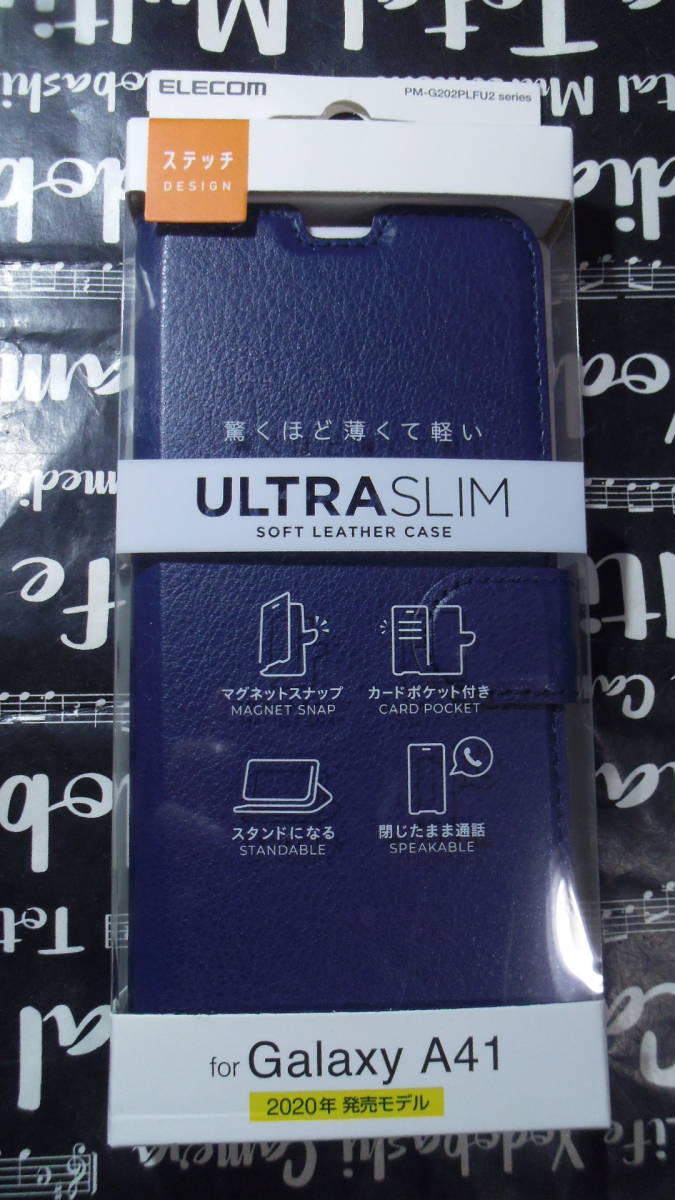 ELECOM
PM-G202PLFU2 series
ステッチ
DESIGN
驚くほど薄くて軽い
ULTRASLIM
SOFT LEATHER CASE
マグネットスナップ
MAGNET SNAP
カードポケット付き
CARD POCKET
スタンドになる
STANDABLE
閉じたまま通話
SPEAKABLE
for Galaxy A41
2020年 発売モデル
Life Yodobashi Camera